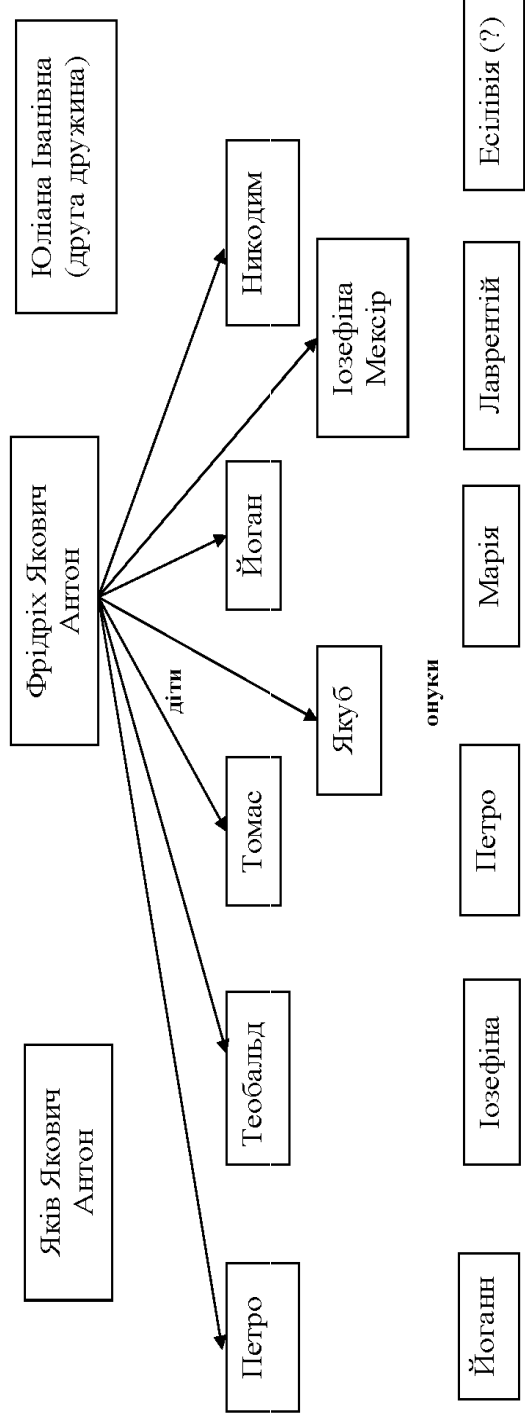 Яків Якович
Антон
Фрідріх Якович
Антон
Юліана Іванівна
(друга дружина)
діти
Петро
Теобальд
Томас
Йоган
Никодим
Якуб
Іозефіна
Мексір
онуки
Йоганн
Іозефіна
Петро
Марія
Лаврентій
Есілівія (?)